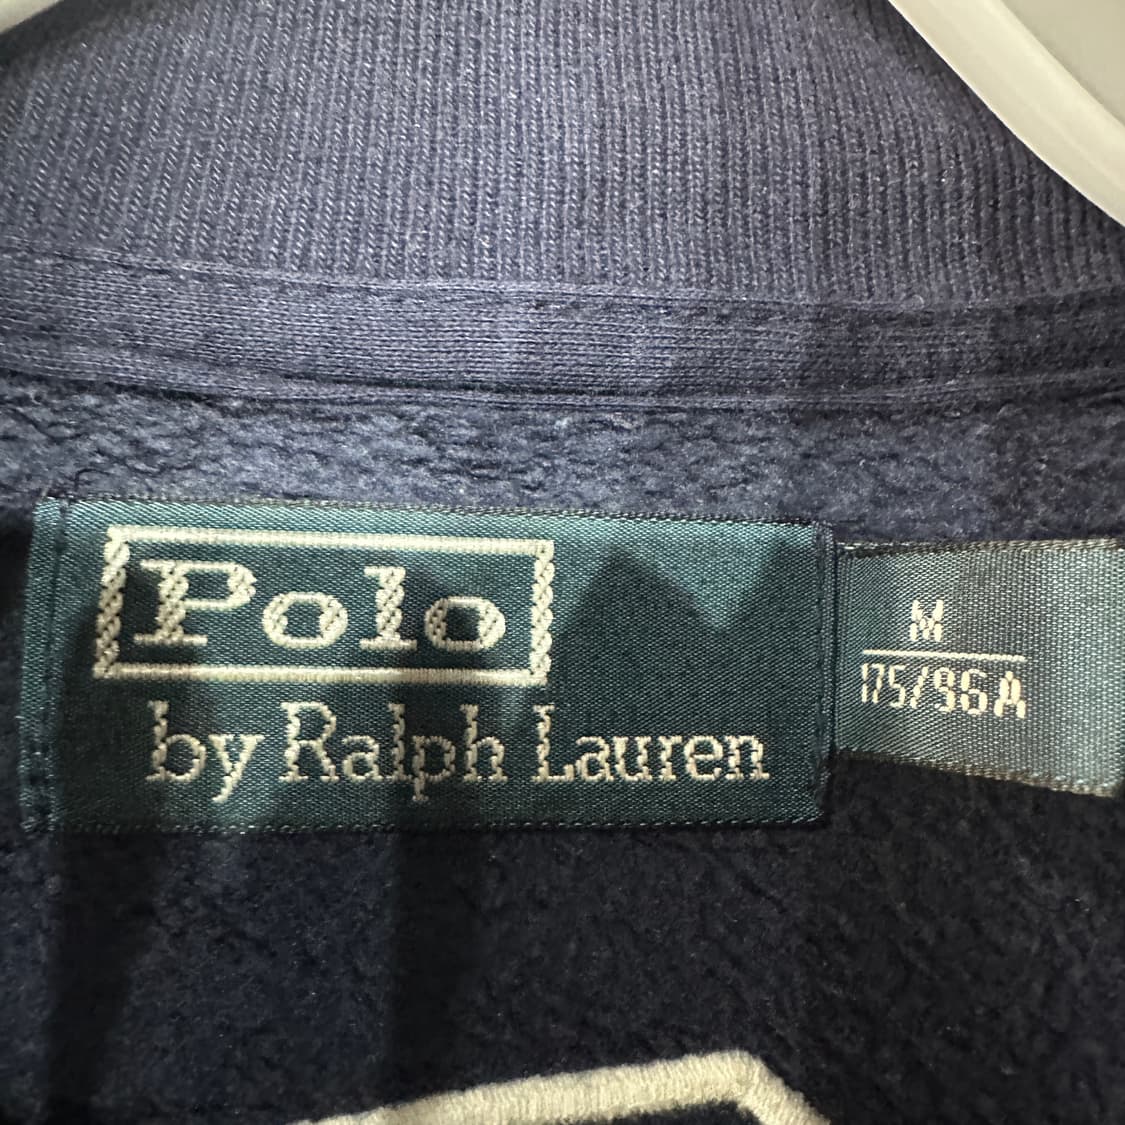 Polo
by Ralph Lauren
M
175/96A